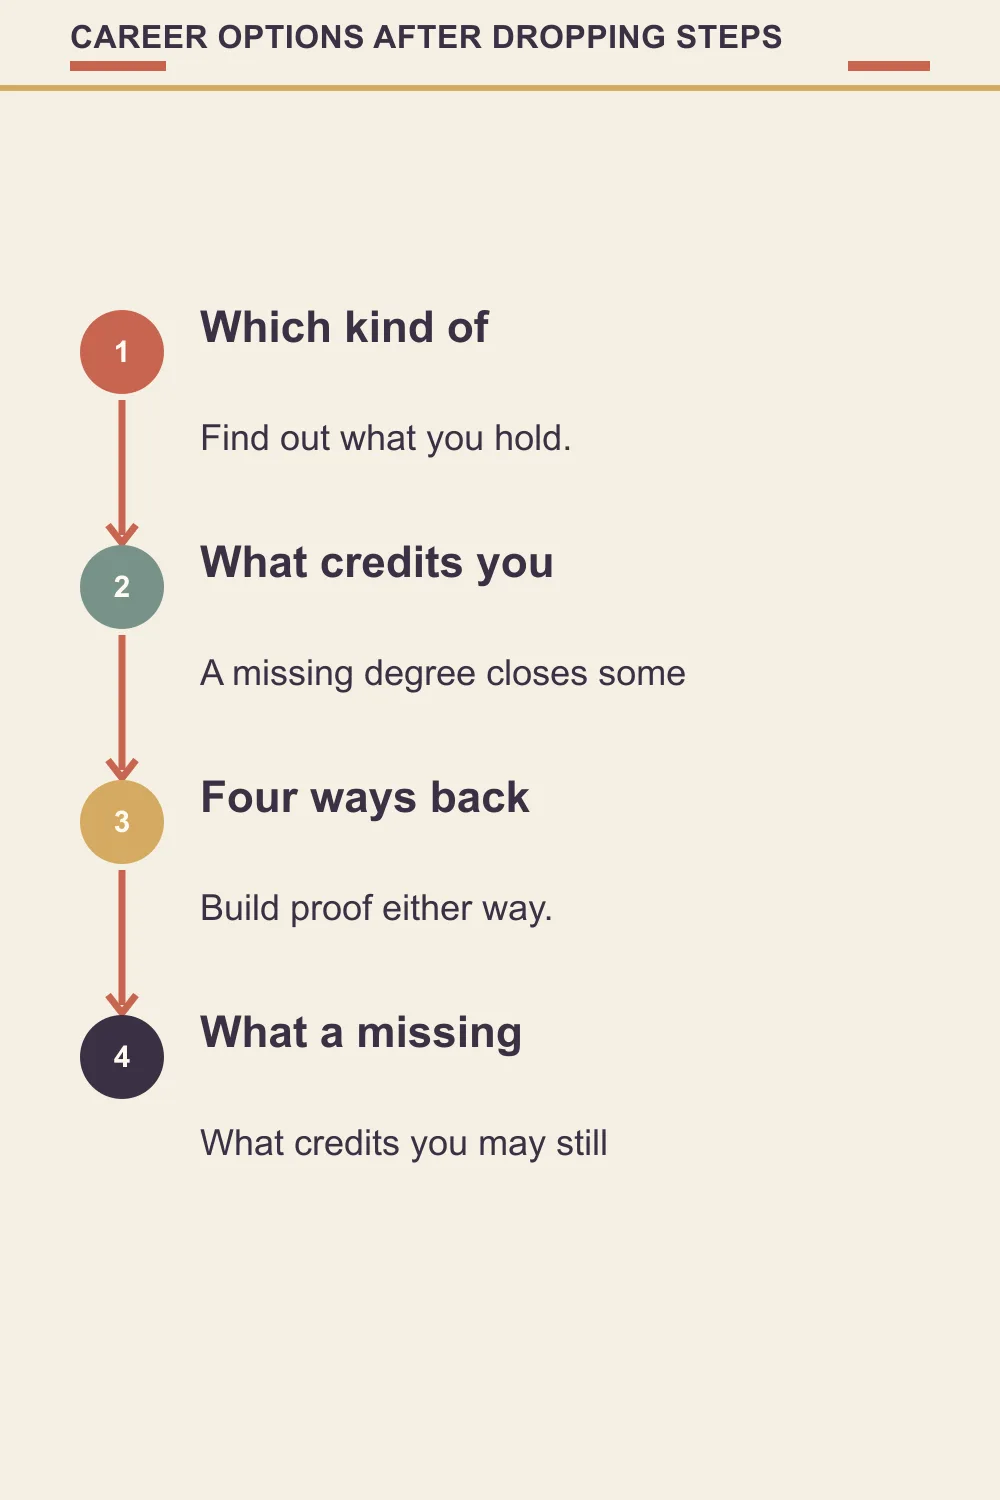 CAREER OPTIONS AFTER DROPPING STEPS
1
Which kind of
Find out what you hold.
2
What credits you
A missing degree closes some
3
Four ways back
Build proof either way.
4
What a missing
What credits you may still